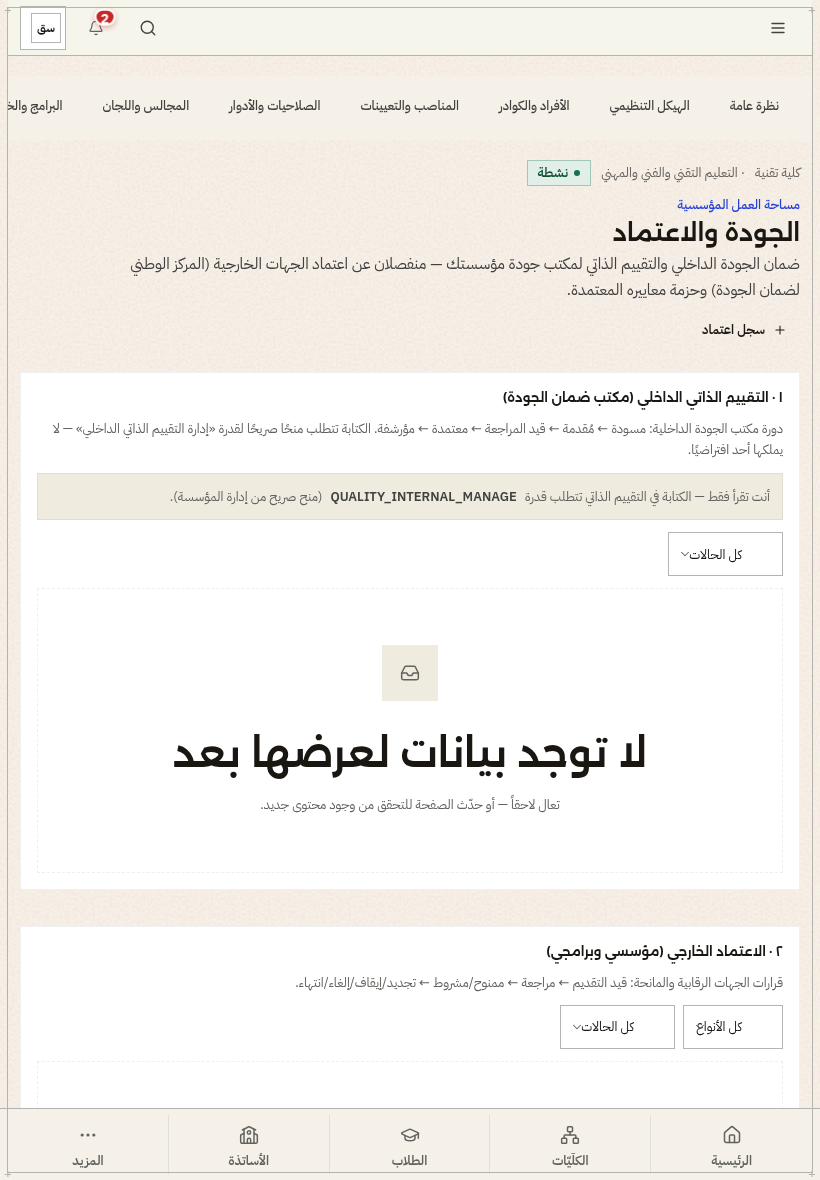 2
سق
نظرة عامة
الهيكل التنظيمي
الأفراد والكوادر
المناصب والتعيينات
الصلاحيات والأدوار
المجالس واللجان
البرامج والخ
كلية تقنية · التعليم التقني والفني والمهني
نشطة
مساحة العمل المؤسسية
الجودة والاعتماد
ضمان الجودة الداخلي والتقييم الذاتي لمكتب جودة مؤسستك — منفصلان عن اعتماد الجهات الخارجية (المركز الوطني
لضمان الجودة) وحزمة معاييره المعتمدة.
سجل اعتماد
٠١ التقييم الذاتي الداخلي (مكتب ضمان الجودة)
دورة مكتب الجودة الداخلية: مسودة ← مُقدمة ← قيد المراجعة ← معتمدة ← مؤرشفة. الكتابة تتطلب منحًا صريحًا لقدرة «إدارة التقييم الذاتي الداخلي» — لا
يملكها أحد افتراضيًا.
أنت تقرأ فقط — الكتابة في التقييم الذاتي تتطلب قدرة QUALITY_INTERNAL_MANAGE (منح صريح من إدارة المؤسسة).
كل الحالات
لا توجد بيانات لعرضها بعد
تعال لاحقاً — أو حدّث الصفحة للتحقق من وجود محتوى جديد.
٠٢ الاعتماد الخارجي (مؤسسي وبرامجي)
قرارات الجهات الرقابية والمانحة: قيد التقديم ← مراجعة ← ممنوح/مشروط ← تجديد/إيقاف/إلغاء/انتهاء.
كل الأنواع
كل الحالات
الرئيسية
الكلّيّات
الطلاب
الأساتذة
المزيد